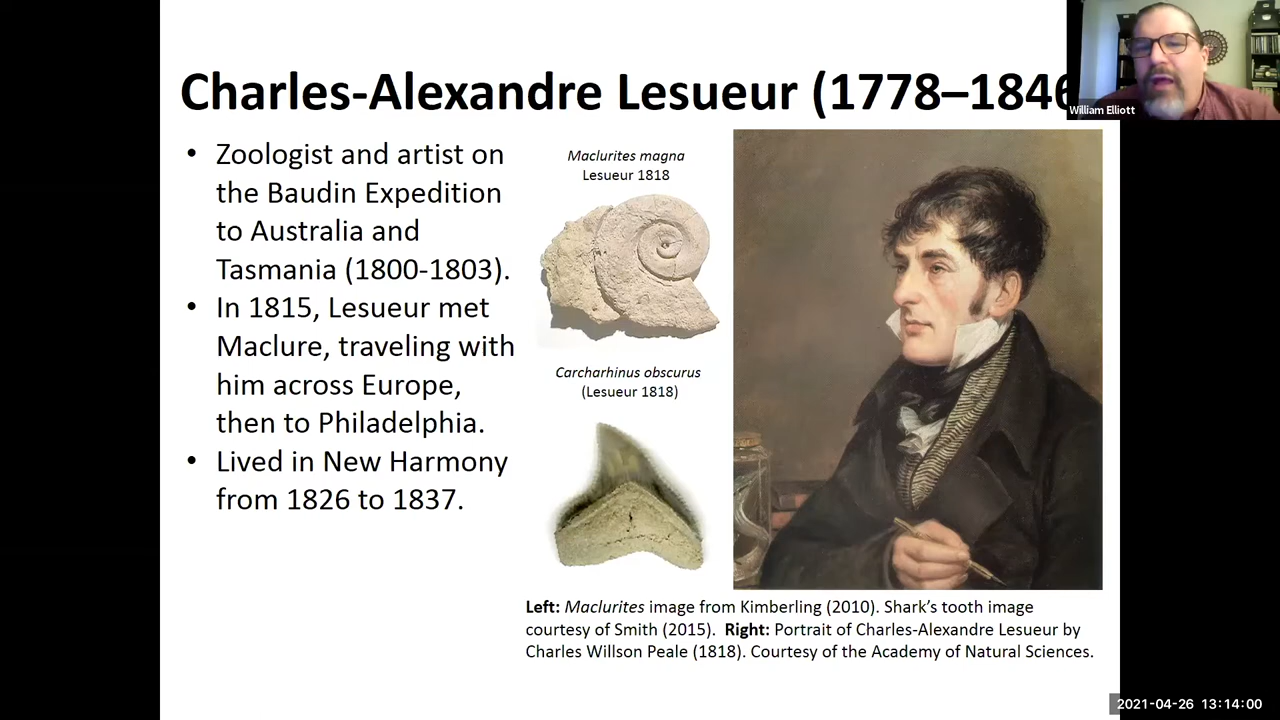 Charles-Alexandre Lesueur (1778–1846
William Elliott
• Zoologist and artist on
the Baudin Expedition
to Australia and
Tasmania (1800-1803).
• In 1815, Lesueur met
Maclure, traveling with
him across Europe,
then to Philadelphia.
• Lived in New Harmony
from 1826 to 1837.
Maclurites magna
Lesueur 1818
Carcharhinus obscurus
(Lesueur 1818)
Left: Maclurites image from Kimberling (2010). Shark’s tooth image
courtesy of Smith (2015). Right: Portrait of Charles-Alexandre Lesueur by
Charles Willson Peale (1818). Courtesy of the Academy of Natural Sciences.
2021-04-26 13:14:00